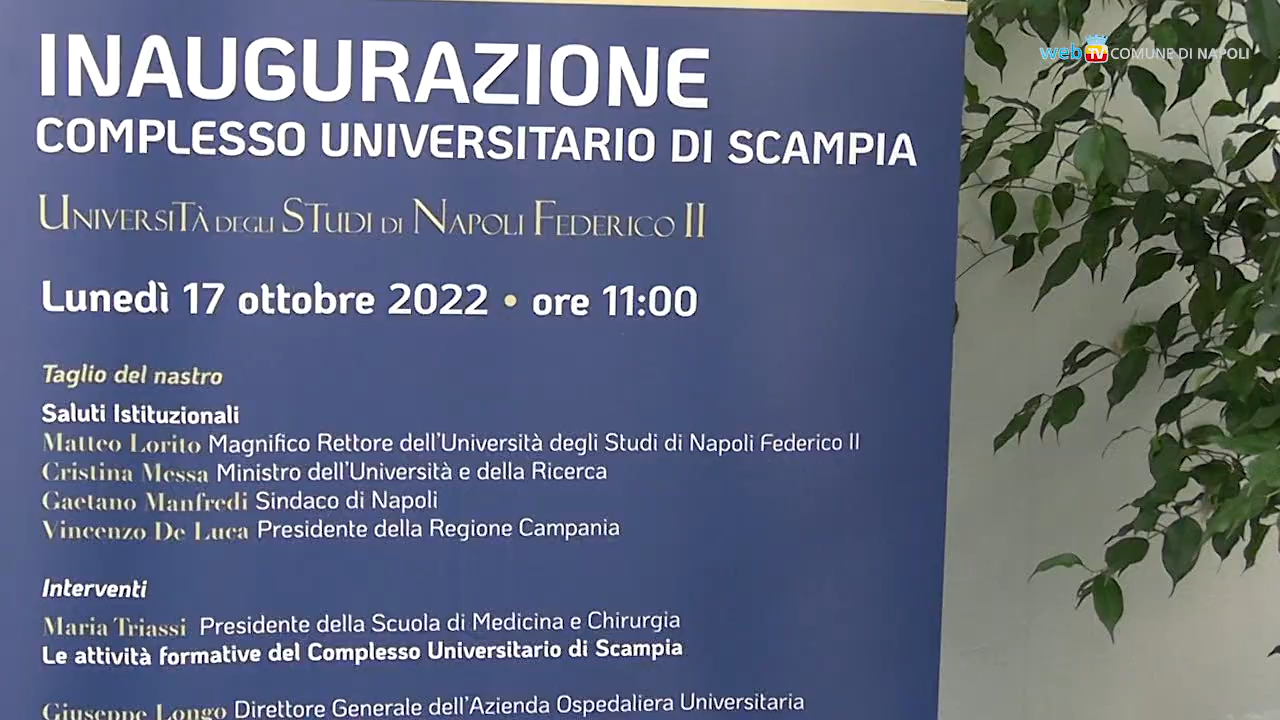 web TV COMUNE DI NAPOLI
INAUGURAZIONE
COMPLESSO UNIVERSITARIO DI SCAMPIA
UNIVERSITÀ DEGLI STUDI DI NAPOLI FEDERICO II
Lunedì 17 ottobre 2022 • ore 11:00
Taglio del nastro
Saluti Istituzionali
Matteo Lorito Magnifico Rettore dell'Università degli Studi di Napoli Federico II
Cristina Messa Ministro dell'Università e della Ricerca
Gaetano Manfredi Sindaco di Napoli
Vincenzo De Luca Presidente della Regione Campania
Interventi
Maria Triassi Presidente della Scuola di Medicina e Chirurgia
Le attività formative del Complesso Universitario di Scampia
Giuseppe Longo Direttore Generale dell'Azienda Ospedaliera Universitaria